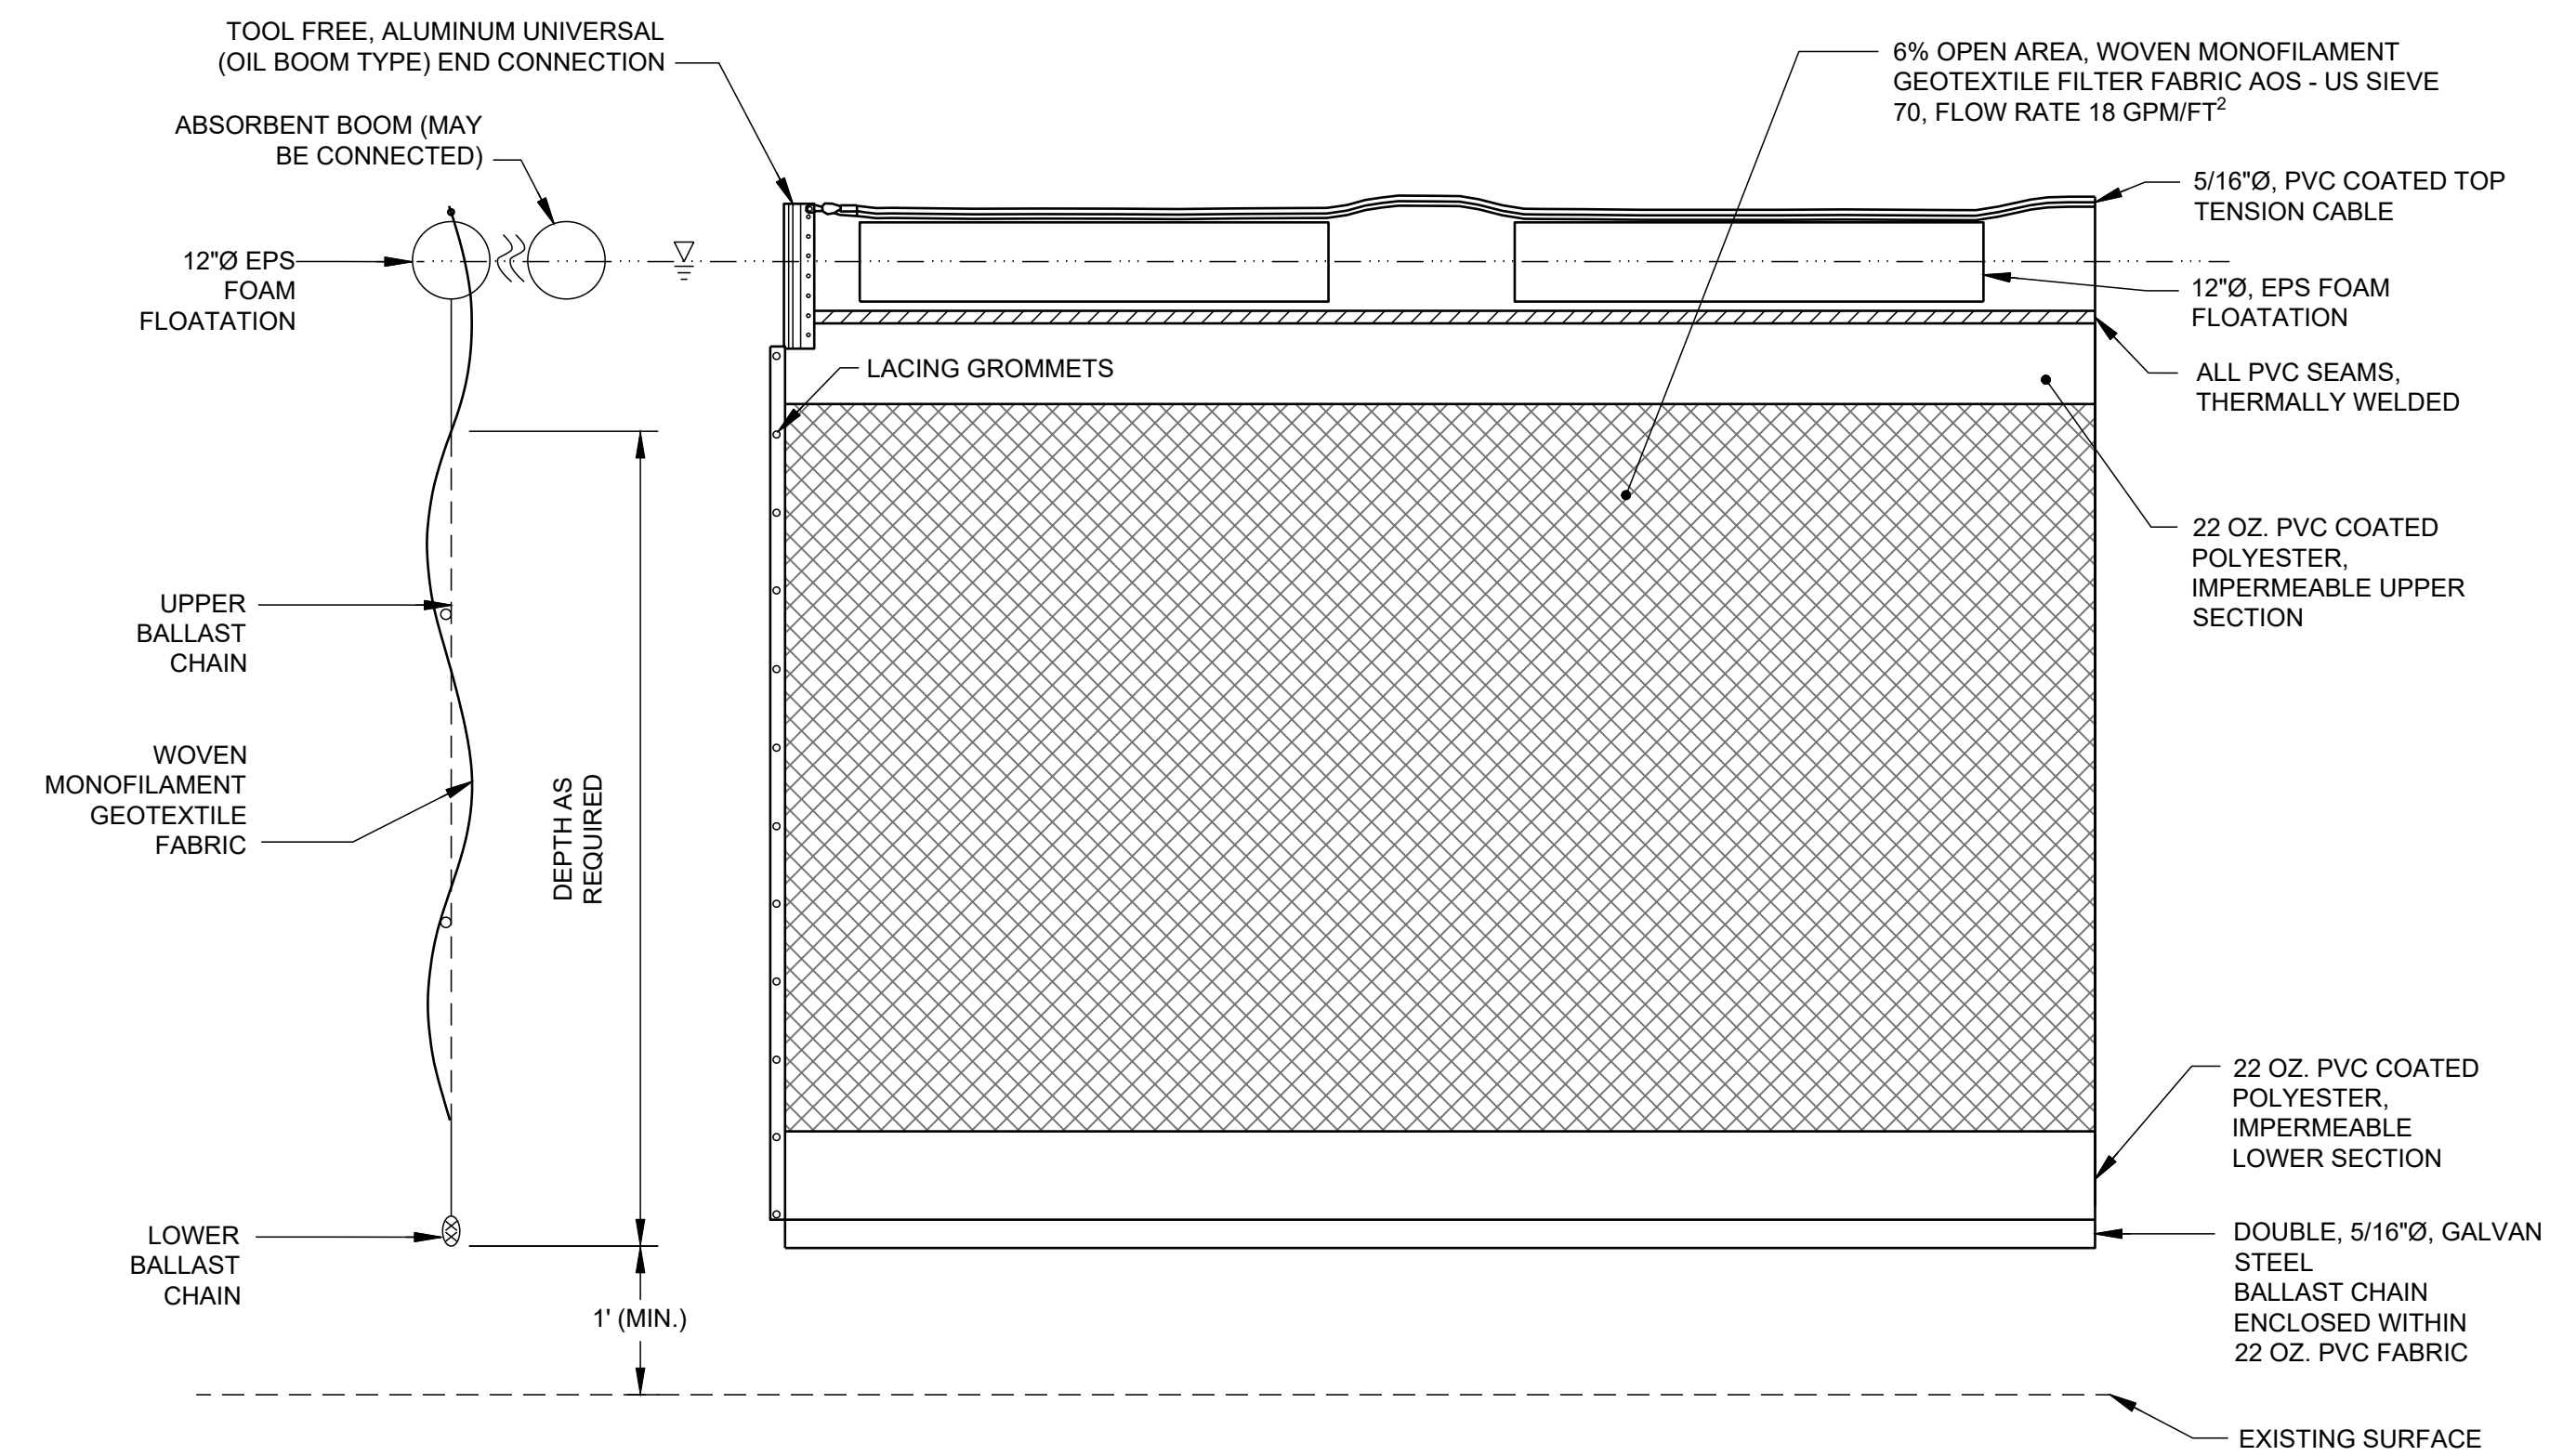 TOOL FREE, ALUMINUM UNIVERSAL
(OIL BOOM TYPE) END CONNECTION
ABSORBENT BOOM (MAY
BE CONNECTED)
12"Ø EPS
FOAM
FLOATATION
UPPER
BALLAST
CHAIN
WOVEN
MONOFILAMENT
GEOTEXTILE
FABRIC
LOWER
BALLAST
CHAIN
DEPTH AS
REQUIRED
1' (MIN.)
LACING GROMMETS
6% OPEN AREA, WOVEN MONOFILAMENT
GEOTEXTILE FILTER FABRIC AOS - US SIEVE
70, FLOW RATE 18 GPM/FT²
5/16"Ø, PVC COATED TOP
TENSION CABLE
12"Ø, EPS FOAM
FLOATATION
ALL PVC SEAMS,
THERMALLY WELDED
22 OZ. PVC COATED
POLYESTER,
IMPERMEABLE UPPER
SECTION
22 OZ. PVC COATED
POLYESTER,
IMPERMEABLE
LOWER SECTION
DOUBLE, 5/16"Ø, GALVAN
STEEL
BALLAST CHAIN
ENCLOSED WITHIN
22 OZ. PVC FABRIC
EXISTING SURFACE